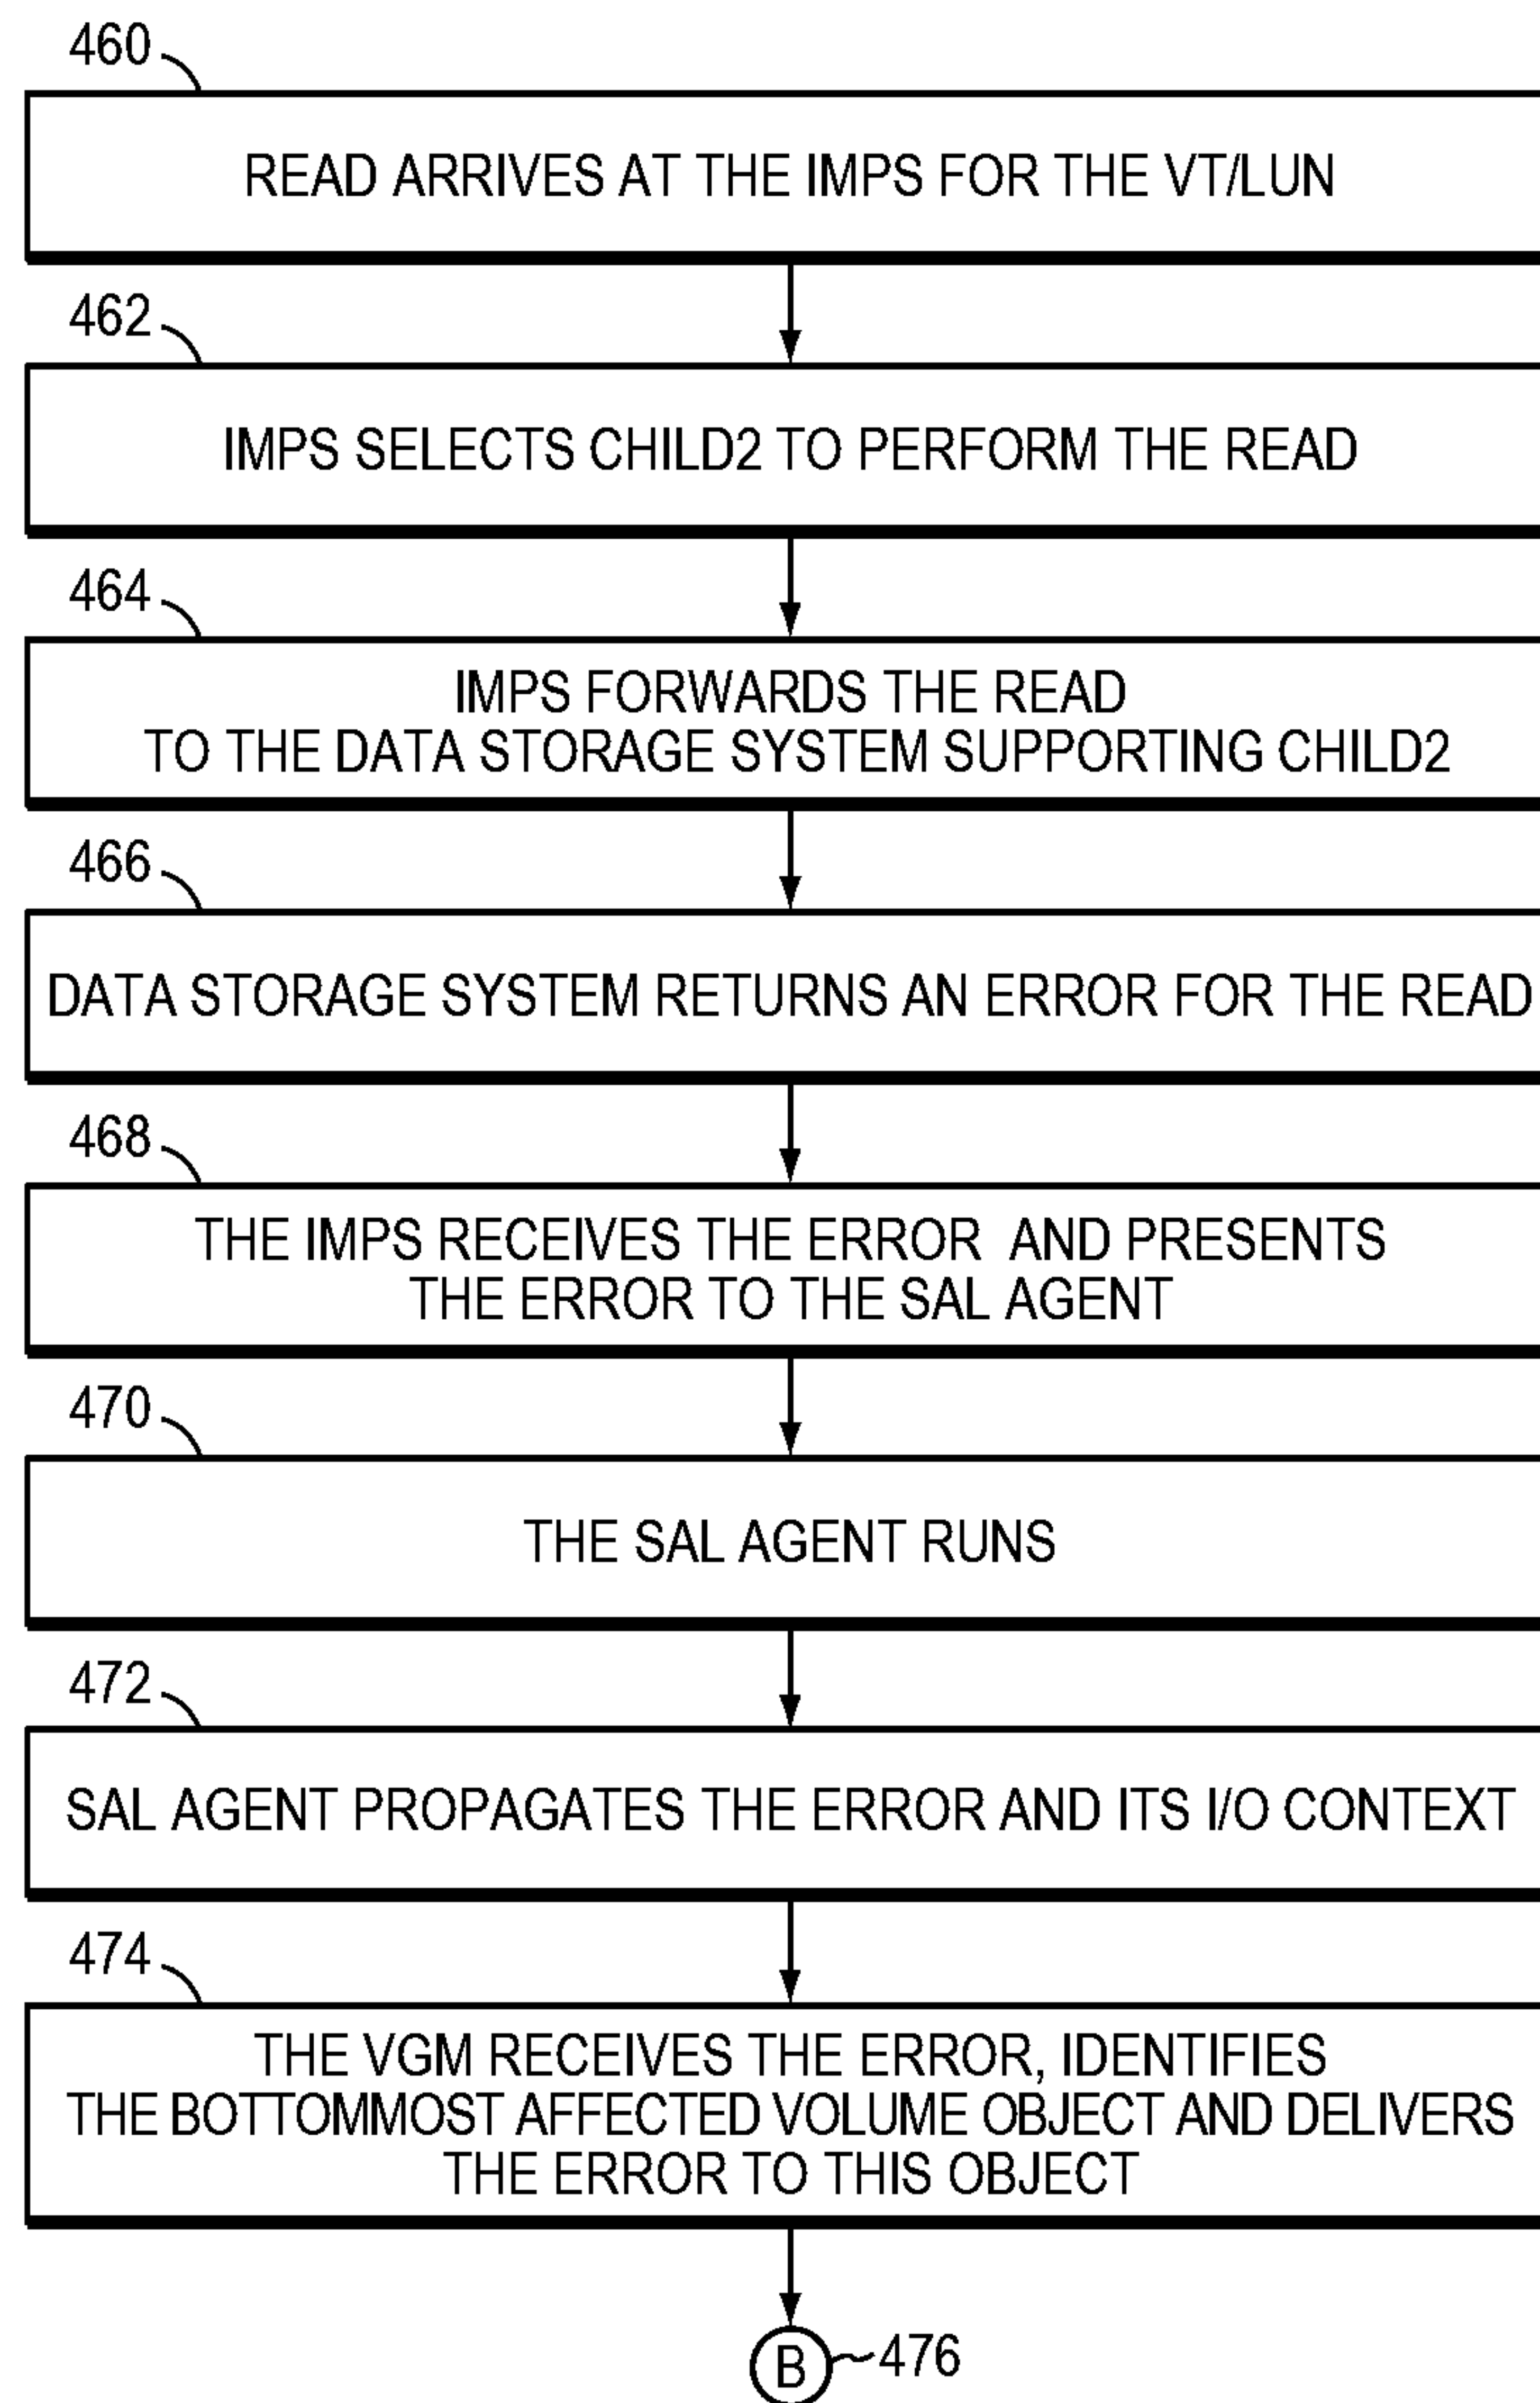 460
READ ARRIVES AT THE IMPS FOR THE VT/LUN
462
IMPS SELECTS CHILD2 TO PERFORM THE READ
464
IMPS FORWARDS THE READ
TO THE DATA STORAGE SYSTEM SUPPORTING CHILD2
466
DATA STORAGE SYSTEM RETURNS AN ERROR FOR THE READ
468
THE IMPS RECEIVES THE ERROR AND PRESENTS
THE ERROR TO THE SAL AGENT
470
THE SAL AGENT RUNS
472
SAL AGENT PROPAGATES THE ERROR AND ITS I/O CONTEXT
474
THE VGM RECEIVES THE ERROR, IDENTIFIES
THE BOTTOMMOST AFFECTED VOLUME OBJECT AND DELIVERS
THE ERROR TO THIS OBJECT
B 476